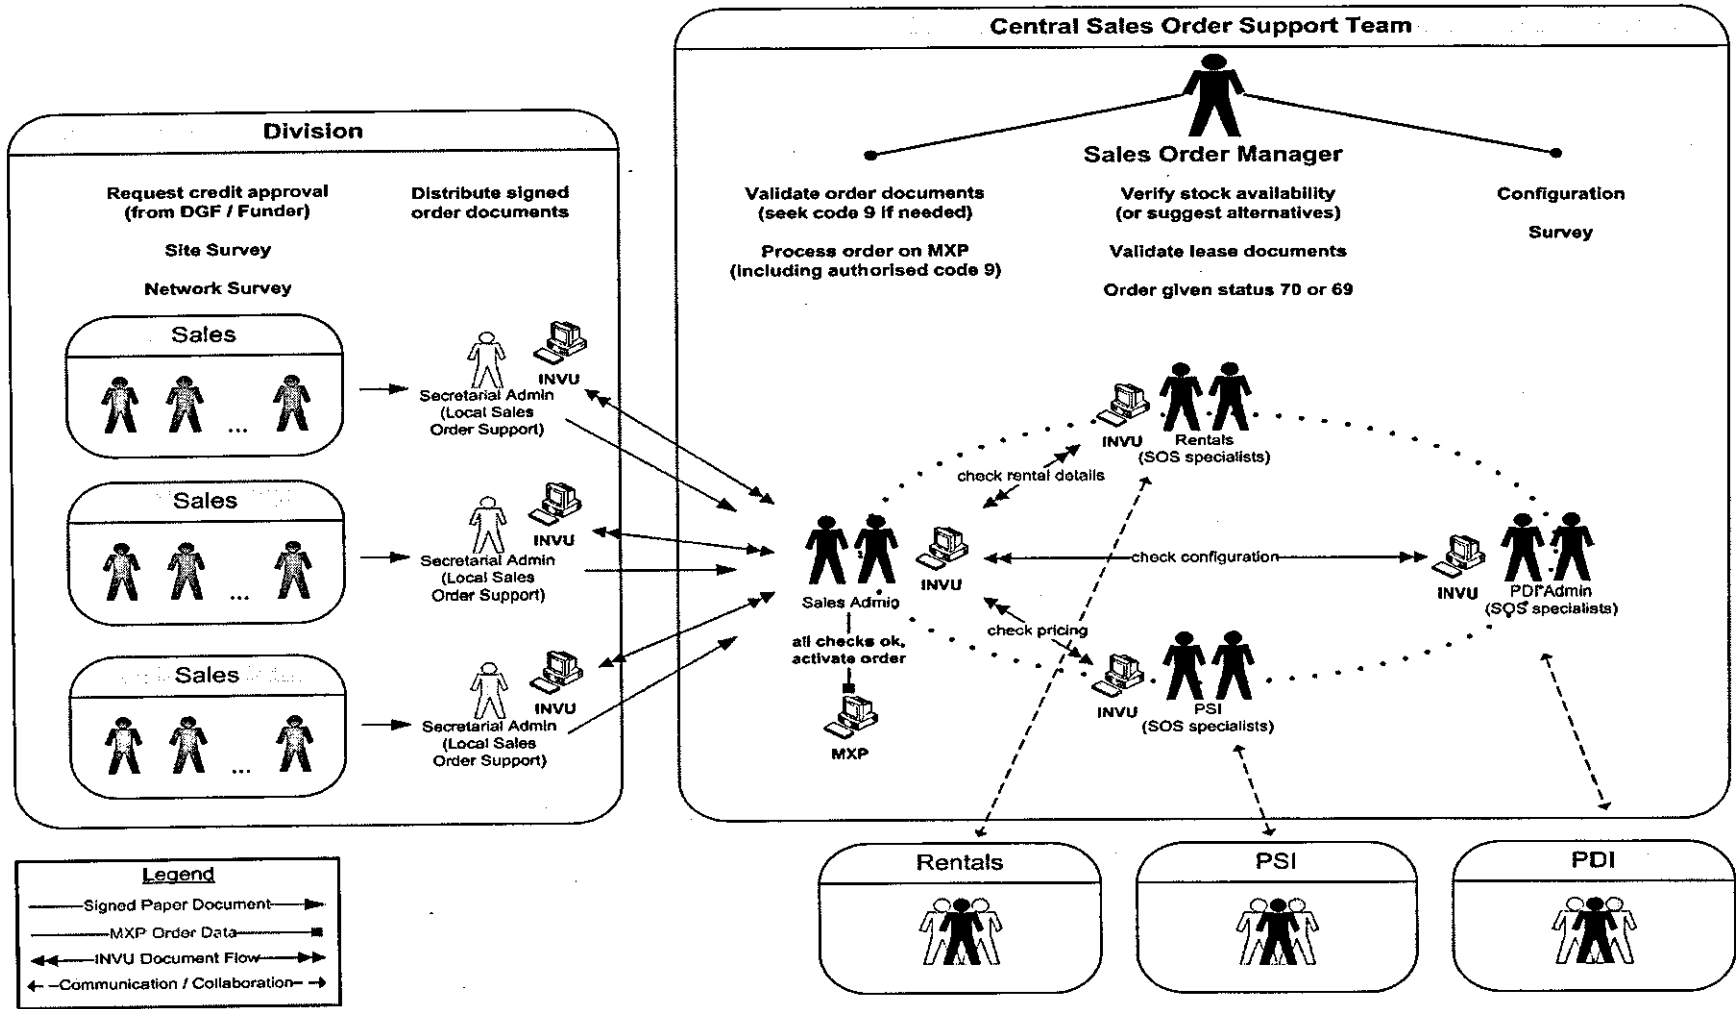 Central Sales Order Support Team
Sales Order Manager
Validate order documents
(seek code 9 if needed)
Process order on MXP
(including authorised code 9)
Verify stock availability
(or suggest alternatives)
Validate lease documents
Order given status 70 or 69
Configuration
Survey
Division
Request credit approval
(from DGF / Funder)
Site Survey
Network Survey
Distribute signed
order documents
Sales
...
INVU
Secretarial Admin
(Local Sales
Order Support)
Sales
...
INVU
Secretarial Admin
(Local Sales
Order Support)
Sales
...
INVU
Secretarial Admin
(Local Sales
Order Support)
INVU
Rentals
(SOS specialists)
check rental details
INVU
Sales Admin
check configuration
INVU
PDI Admin
(SOS specialists)
check pricing
all checks ok,
activate order
INVU
PSI
(SOS specialists)
MXP
Rentals
PSI
PDI
Legend
Signed Paper Document
MXP Order Data
INVU Document Flow
Communication / Collaboration